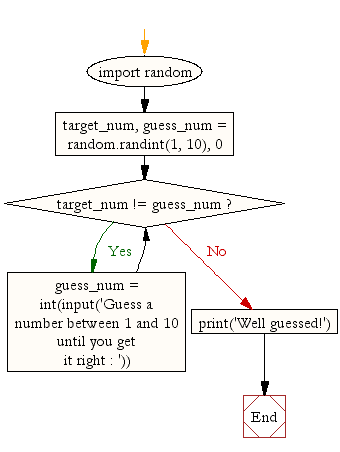 import random
target_num, guess_num =
random.randint(1, 10), 0
target_num != guess_num ?
Yes
No
guess_num =
int(input('Guess a
number between 1 and 10
until you get
it right : '))
print('Well guessed!')
End